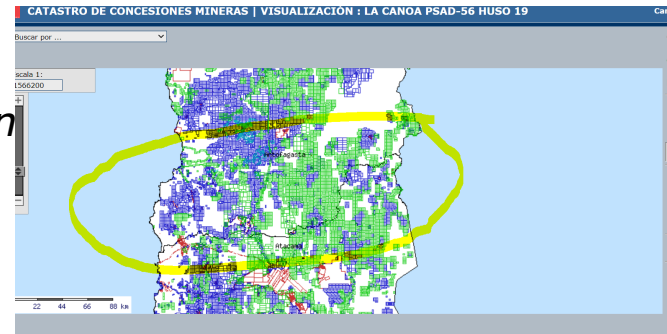 CATASTRO DE CONCESIONES MINERAS | VISUALIZACIÓN : LA CANOA PSAD-56 HUSO 19
Car
Buscar por ...
scala 1:
1566200
n
Antofagasta
Atacama
22 44 66 88 km